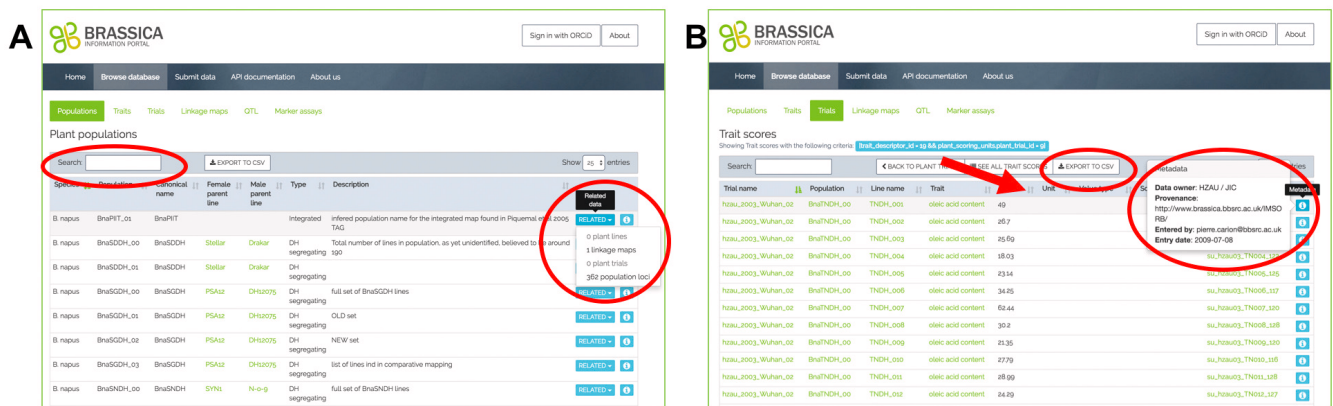 A
BRASSICA
INFORMATION PORTAL
Sign in with ORCiD
About
Home
Browse database
Submit data
API documentation
About us
Populations
Traits
Trials
Linkage maps
QTL
Marker assays
Plant populations
Search:
EXPORT TO CSV
Show 25 entries
Species
Population
Canonical name
Female parent line
Male parent line
Type
Description
Related data
B. napus BnaPIIT_01 BnaPIIT Integrated infered population name for the integrated map found in Piquemal et al 2005 RELATED
TAG
0 plant lines
1 linkage maps
0 plant trials
362 population loci
B. napus BnaSDDH_00 BnaSDDH Stellar Drakar DH segregating Total number of lines in population, as yet unidentified, believed to be around
190
B. napus BnaSDDH_01 BnaSDDH Stellar Drakar DH segregating
B. napus BnaSGDH_00 BnaSGDH PSA12 DH12075 DH segregating full set of BnaSGDH lines RELATED
B. napus BnaSGDH_01 BnaSGDH PSA12 DH12075 DH segregating OLD set RELATED
B. napus BnaSGDH_02 BnaSGDH PSA12 DH12075 DH segregating NEW set RELATED
B. napus BnaSGDH_03 BnaSGDH PSA12 DH12075 DH segregating list of lines ind in comparative mapping RELATED
B. napus BnaSNDH_00 BnaSNDH SYN1 N-o-9 DH segregating full set of BnaSNDH lines RELATED
B
BRASSICA
INFORMATION PORTAL
Sign in with ORCiD
About
Home
Browse database
Submit data
API documentation
About us
Populations
Traits
Trials
Linkage maps
QTL
Marker assays
Trait scores
Showing Trait scores with the following criteria: [trait_descriptor_id = 19 && plant_scoring_units.plant_trial_id = 9]
Search:
BACK TO PLANT
SEE ALL TRAIT SCORES
EXPORT TO CSV
Metadata
Data owner: HZAU / JIC
Provenance:
http://www.brassica.bbsrc.ac.uk/IMSO
RB/
Entered by: pierre.carion@bbsrc.ac.uk
Entry date: 2009-07-08
Trial name
Population
Line name
Trait
Unit
Value type
hzau_2003_Wuhan_02 BnaTNDH_00 TNDH_001 oleic acid content 49
hzau_2003_Wuhan_02 BnaTNDH_00 TNDH_002 oleic acid content 26.7
hzau_2003_Wuhan_02 BnaTNDH_00 TNDH_003 oleic acid content 25.69
hzau_2003_Wuhan_02 BnaTNDH_00 TNDH_004 oleic acid content 18.03
hzau_2003_Wuhan_02 BnaTNDH_00 TNDH_005 oleic acid content 23.14 su_hzau03_TN005_125
hzau_2003_Wuhan_02 BnaTNDH_00 TNDH_006 oleic acid content 34.25 su_hzau03_TN006_117
hzau_2003_Wuhan_02 BnaTNDH_00 TNDH_007 oleic acid content 62.44 su_hzau03_TN007_120
hzau_2003_Wuhan_02 BnaTNDH_00 TNDH_008 oleic acid content 30.2 su_hzau03_TN008_128
hzau_2003_Wuhan_02 BnaTNDH_00 TNDH_009 oleic acid content 21.35 su_hzau03_TN009_120
hzau_2003_Wuhan_02 BnaTNDH_00 TNDH_010 oleic acid content 27.79 su_hzau03_TN010_116
hzau_2003_Wuhan_02 BnaTNDH_00 TNDH_011 oleic acid content 28.99 su_hzau03_TN011_128
hzau_2003_Wuhan_02 BnaTNDH_00 TNDH_012 oleic acid content 24.29 su_hzau03_TN012_127